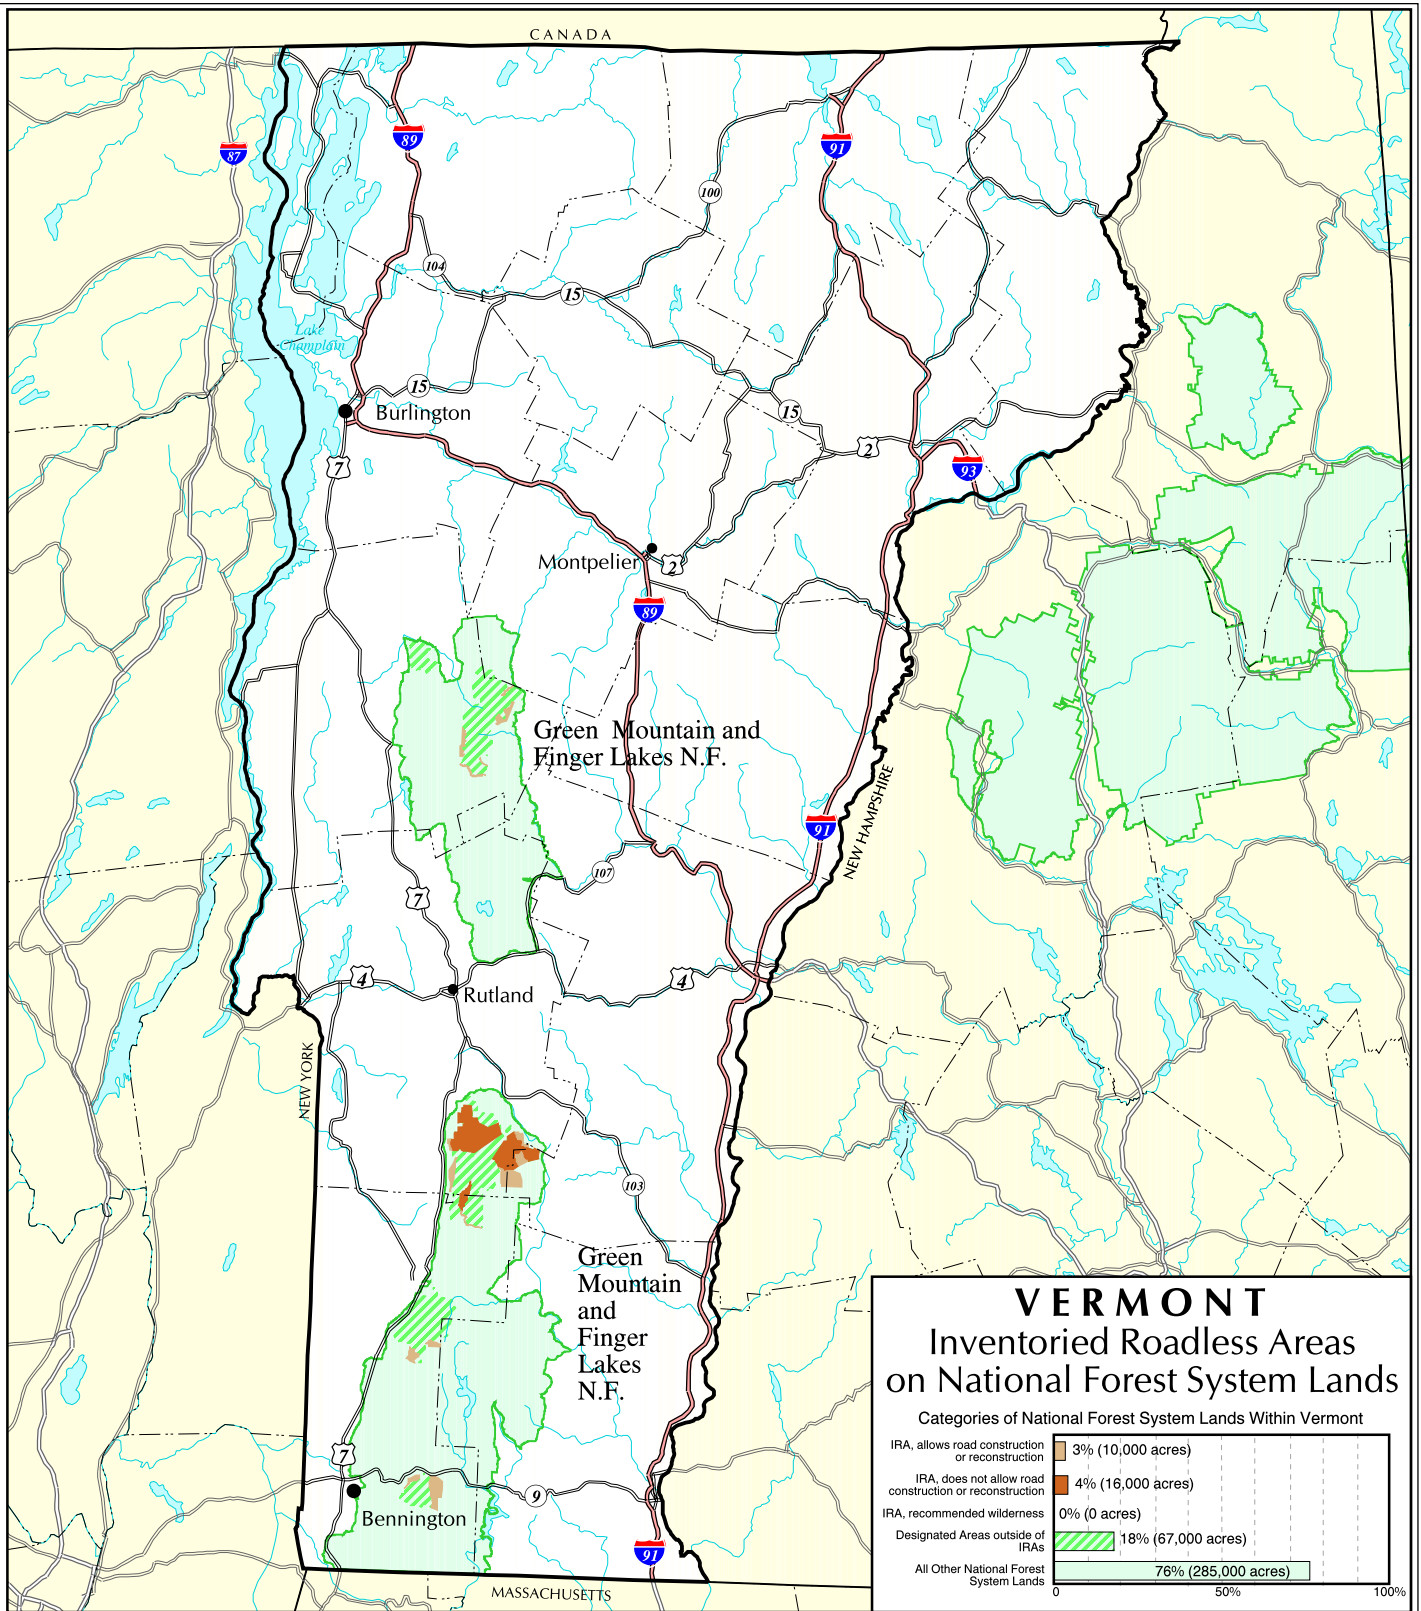 CANADA
89
87
91
100
104
15
Lake
Champlain
15
Burlington
15
2
7
93
Montpelier
2
89
Green Mountain and
Finger Lakes N.F.
NEW HAMPSHIRE
91
107
7
4
4
Rutland
NEW YORK
103
Green
Mountain
and
Finger
Lakes
N.F.
7
9
Bennington
91
MASSACHUSETTS
VERMONT
Inventoried Roadless Areas
on National Forest System Lands
Categories of National Forest System Lands Within Vermont
IRA, allows road construction
or reconstruction
3% (10,000 acres)
IRA, does not allow road
construction or reconstruction
4% (16,000 acres)
IRA, recommended wilderness
0% (0 acres)
Designated Areas outside of
IRAs
18% (67,000 acres)
All Other National Forest
System Lands
76% (285,000 acres)
0 50% 100%